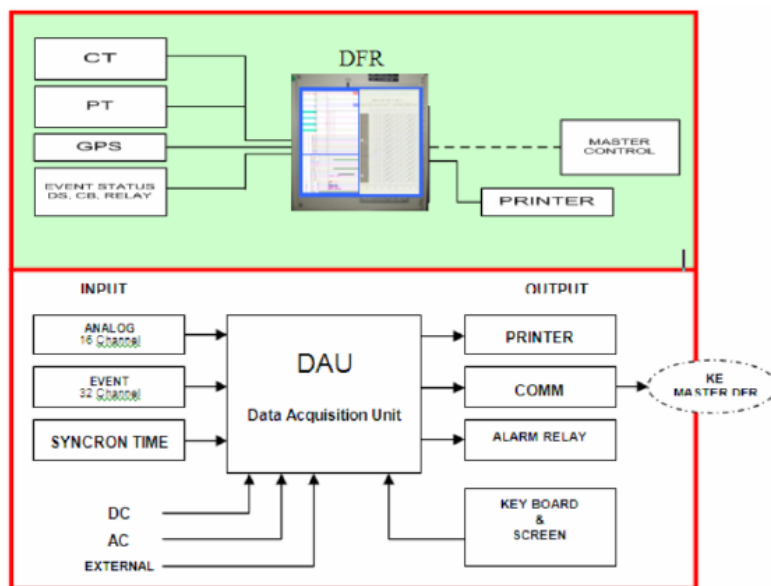 CT
DFR
PT
GPS
MASTER
CONTROL
EVENT STATUS
DS, CB, RELAY
PRINTER
INPUT
OUTPUT
ANALOG
16 Channel
DAU
Data Acquisition Unit
PRINTER
EVENT
32 Channel
COMM
KE
MASTER DFR
SYNCRON TIME
ALARM RELAY
DC
AC
EXTERNAL
KEY BOARD
&
SCREEN